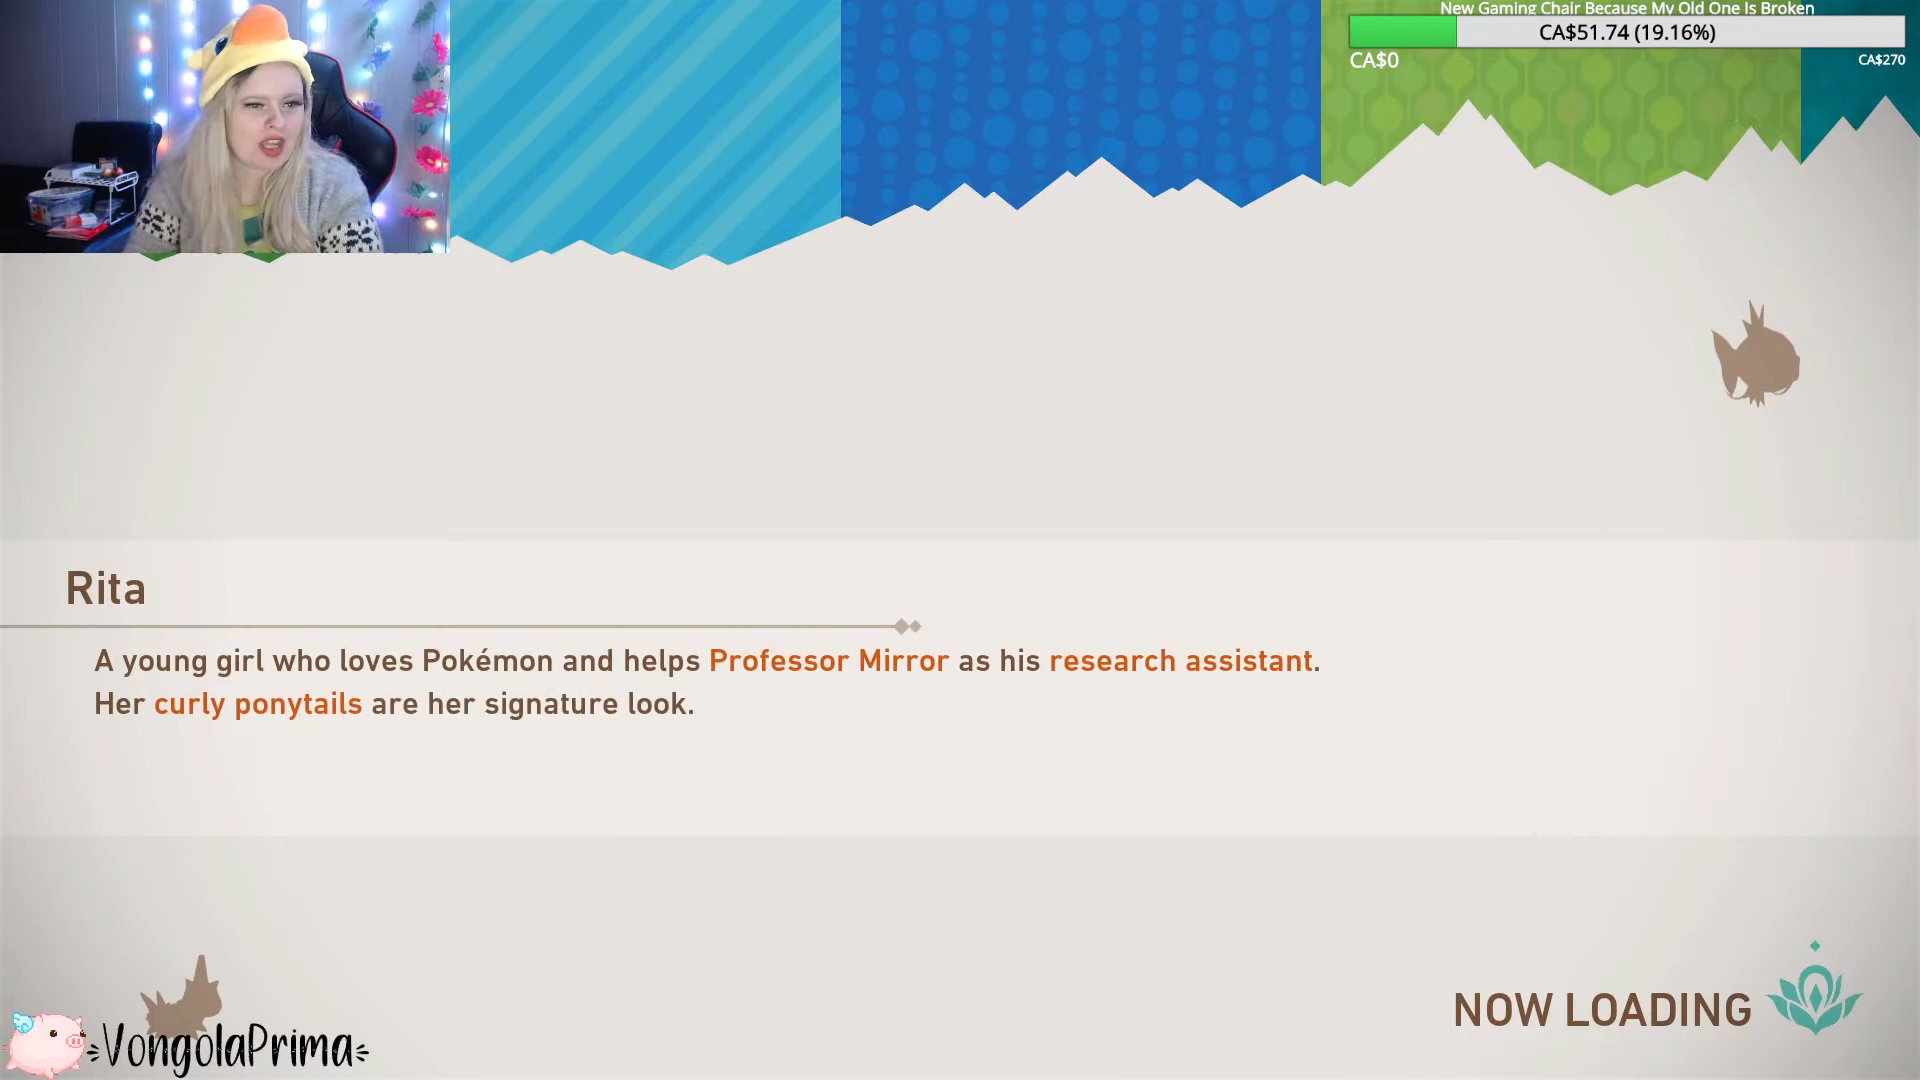 New Gaming Chair Because My Old One Is Broken
CA$51.74 (19.16%)
CA$0
CA$270
Rita
A young girl who loves Pokémon and helps Professor Mirror as his research assistant.
Her curly ponytails are her signature look.
NOW LOADING
VongolaPrima